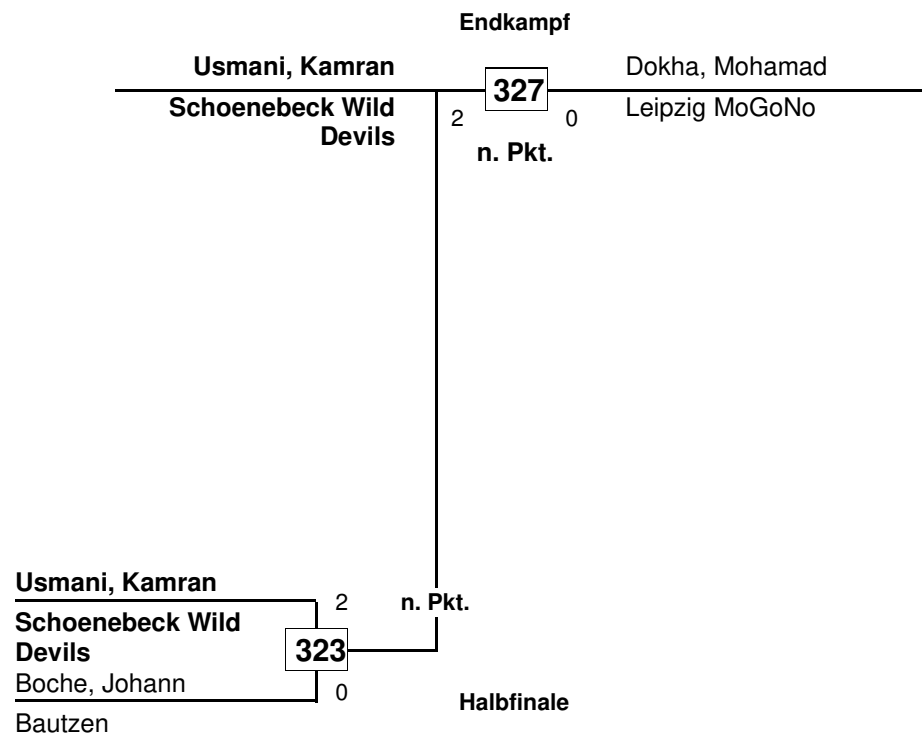 Endkampf
Usmani, Kamran
327
Dokha, Mohamad
Schoenebeck Wild
Devils
2
0
Leipzig MoGoNo
n. Pkt.
Usmani, Kamran
2
n. Pkt.
Schoenebeck Wild
Devils
323
Boche, Johann
0
Halbfinale
Bautzen